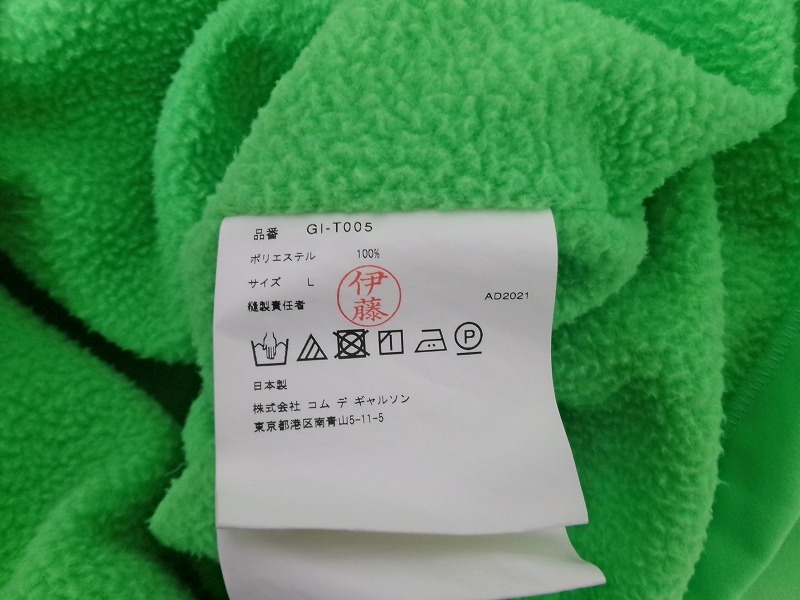 品番 GI-T005
ポリエステル 100%
サイズ L
縫製責任者 伊藤 AD2021
P
日本製
株式会社 コム デ ギャルソン
東京都港区南青山5-11-5